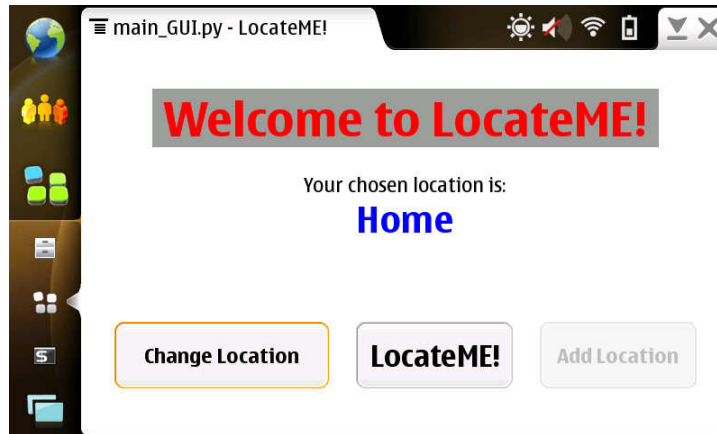 main_GUI.py - LocateME!
Welcome to LocateME!
Your chosen location is:
Home
Change Location
LocateME!
Add Location
S